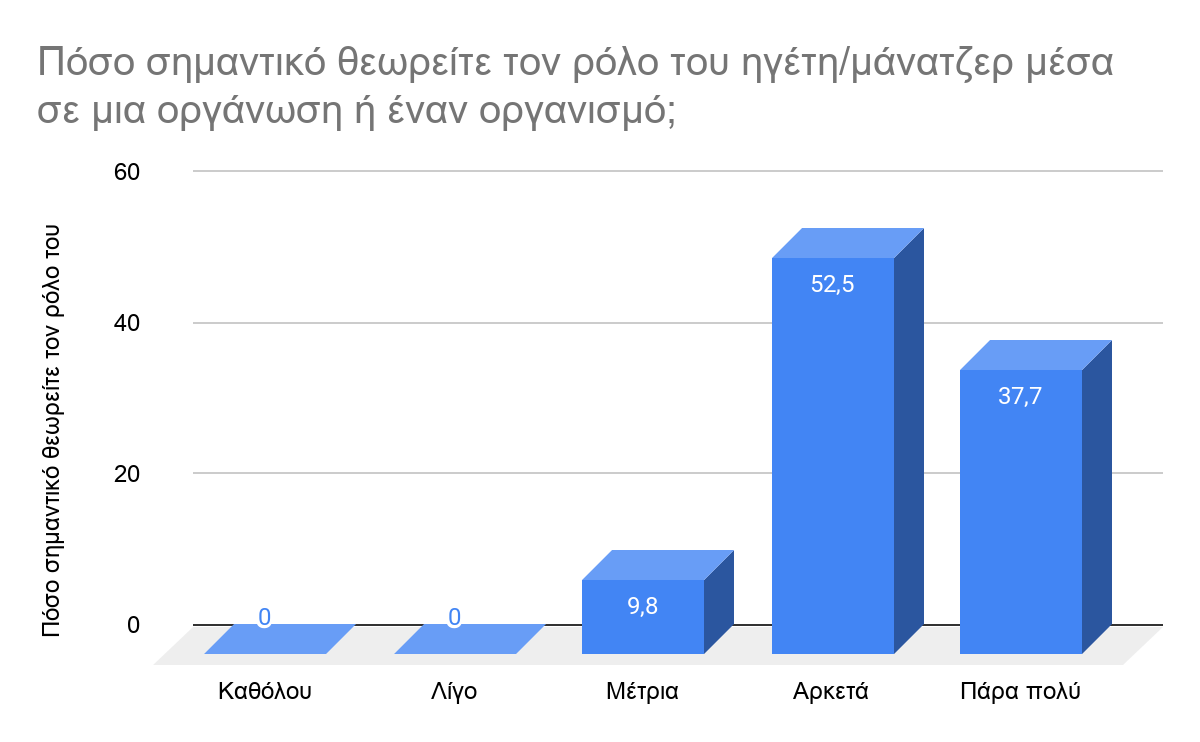 Πόσο σημαντικό θεωρείτε τον ρόλο του ηγέτη/μάνατζερ μέσα
σε μια οργάνωση ή έναν οργανισμό;
Πόσο σημαντικό θεωρείτε τον ρόλο του
60
40
20
0
0
0
9,8
52,5
37,7
Καθόλου
Λίγο
Μέτρια
Αρκετά
Πάρα πολύ